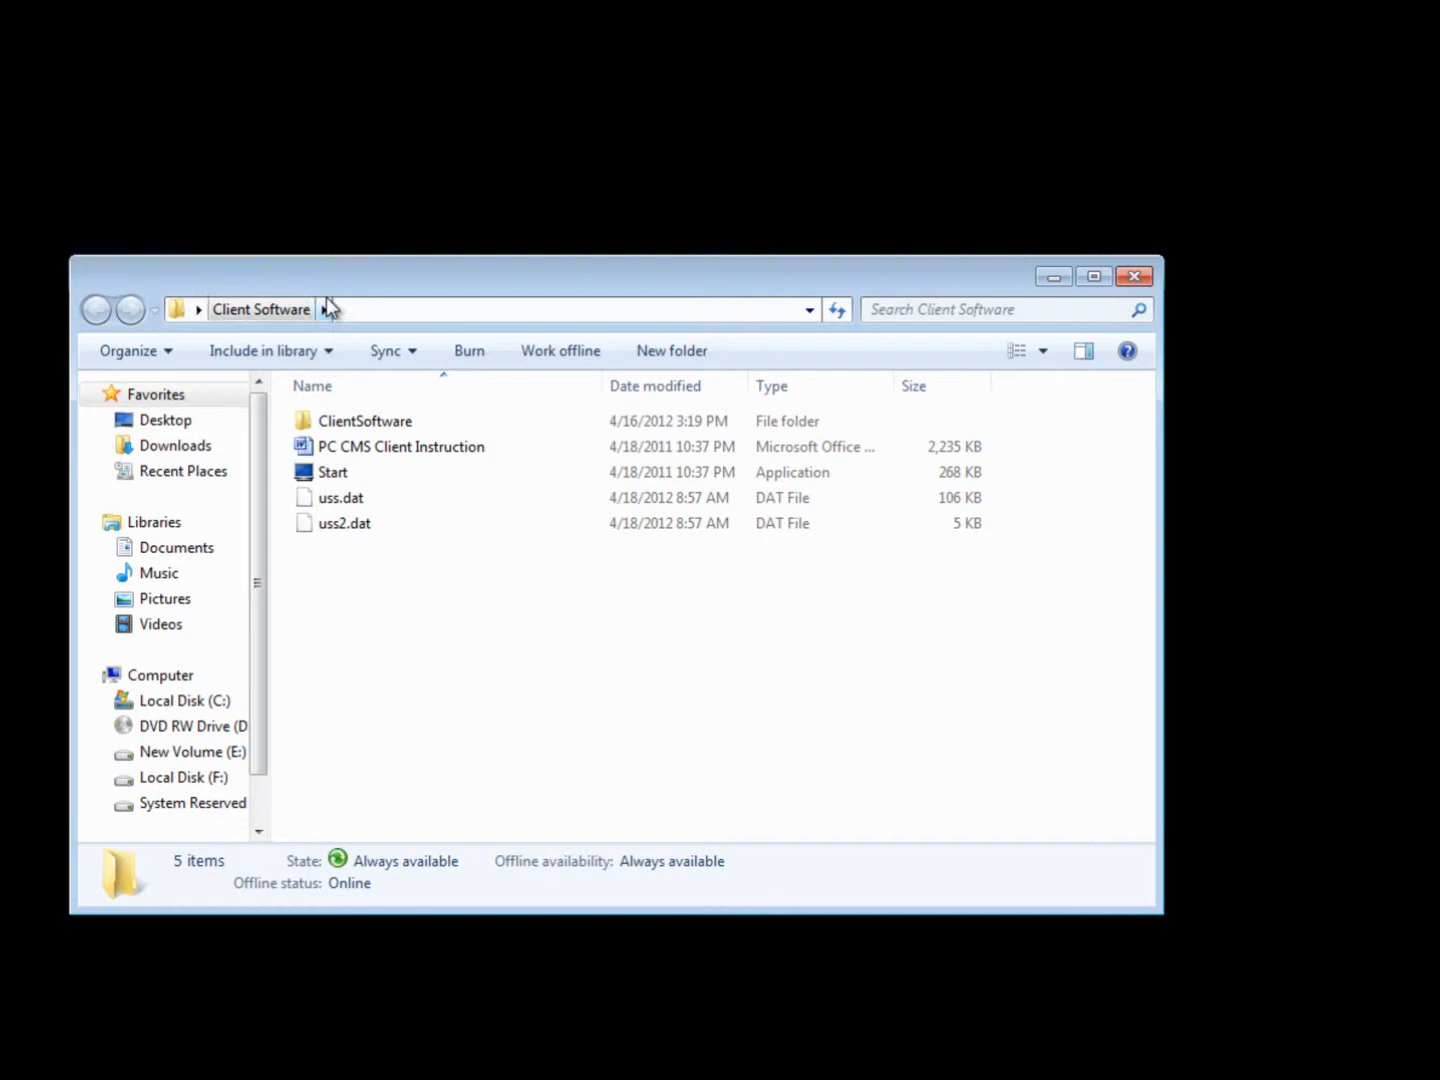 Client Software
Search Client Software
Organize Include in library Sync Burn Work offline New folder
Name Date modified Type Size
Favorites
Desktop
Downloads
Recent Places
Libraries
Documents
Music
Pictures
Videos
Computer
Local Disk (C:)
DVD RW Drive (D
New Volume (E:)
Local Disk (F:)
System Reserved
ClientSoftware 4/16/2012 3:19 PM File folder
PC CMS Client Instruction 4/18/2011 10:37 PM Microsoft Office ... 2,235 KB
Start 4/18/2011 10:37 PM Application 268 KB
uss.dat 4/18/2012 8:57 AM DAT File 106 KB
uss2.dat 4/18/2012 8:57 AM DAT File 5 KB
5 items State: Always available Offline availability: Always available
Offline status: Online